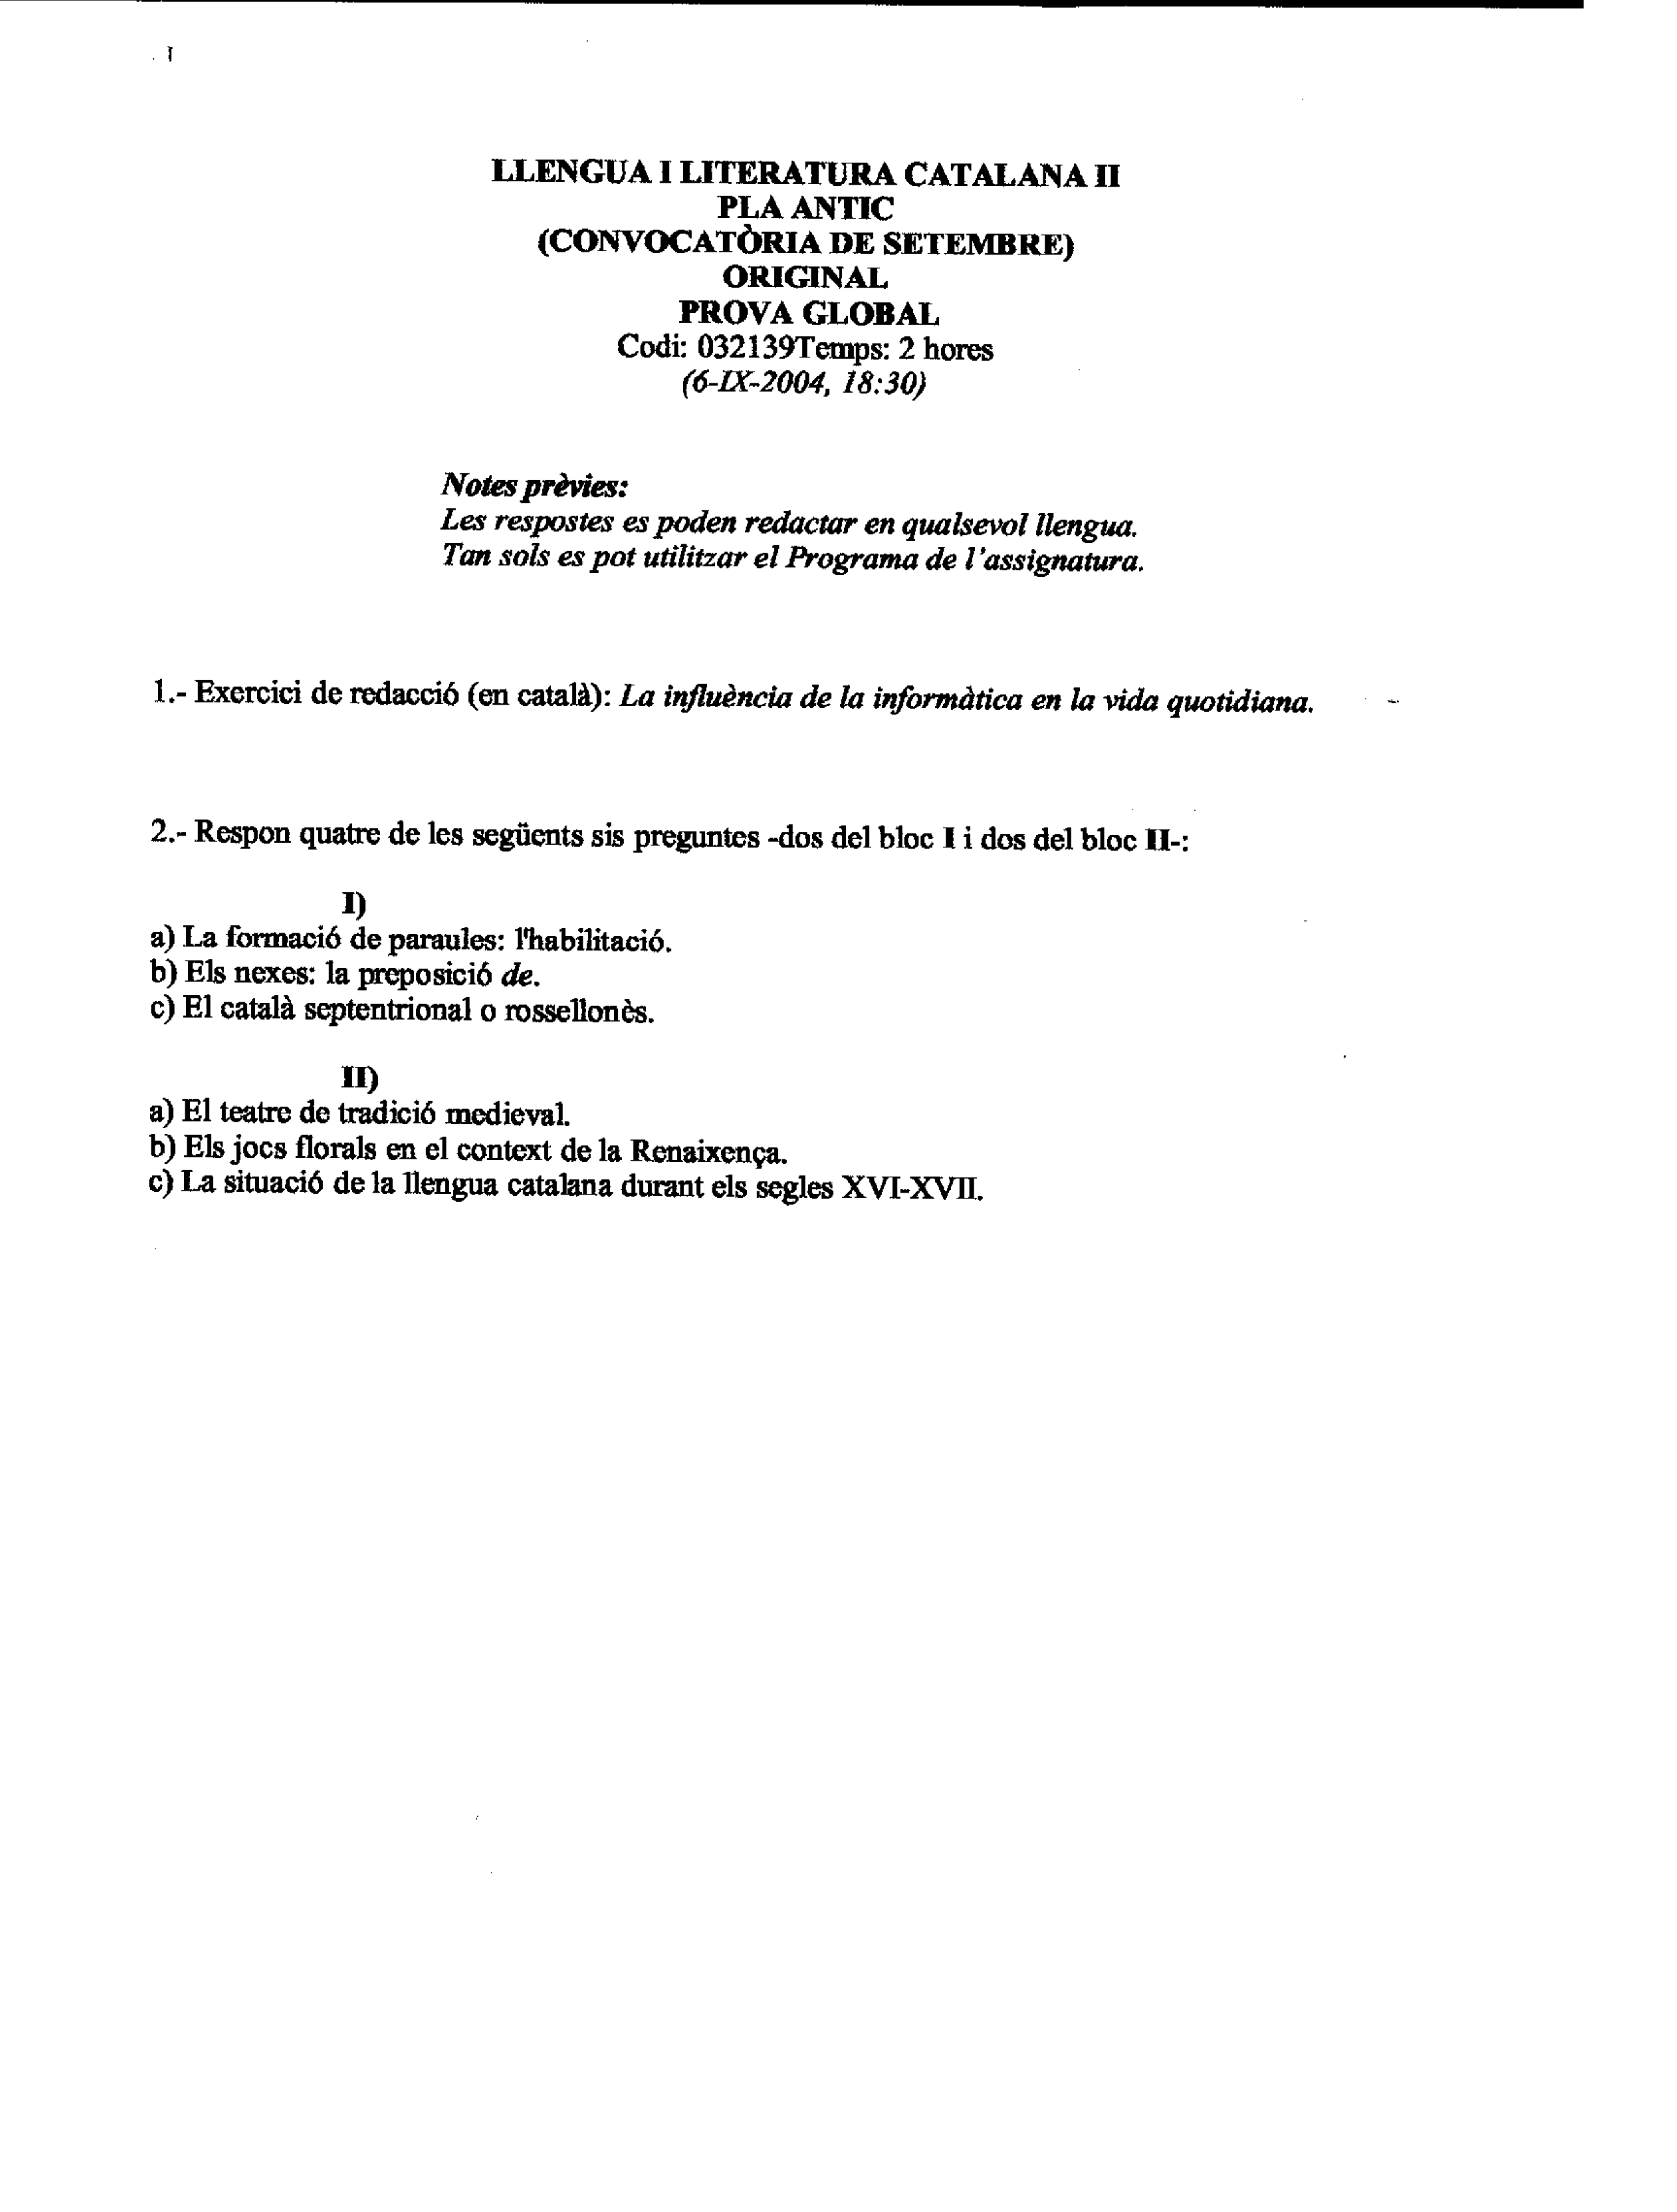 LLENGUA I LITERATURA CATALANA II
PLA ANTIC
(CONVOCATÒRIA DE SETEMBRE)
ORIGINAL
PROVA GLOBAL
Codi: 032139Temps: 2 hores
(6-IX-2004, 18:30)
Notes prèvies:
Les respostes es poden redactar en qualsevol llengua.
Tan sols es pot utilitzar el Programa de l'assignatura.
1.- Exercici de redacció (en català): La influència de la informàtica en la vida quotidiana.
2.- Respon quatre de les següents sis preguntes -dos del bloc I i dos del bloc II-:
I)
a) La formació de paraules: l'habilitació.
b) Els nexes: la preposició de.
c) El català septentrional o rossellonès.
II)
a) El teatre de tradició medieval.
b) Els jocs florals en el context de la Renaixença.
c) La situació de la llengua catalana durant els segles XVI-XVII.